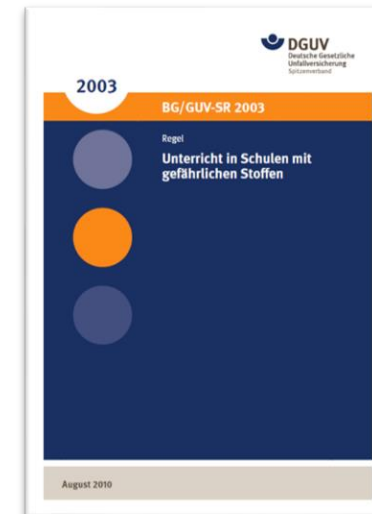 DGUV
Deutsche Gesetzliche
Unfallversicherung
Spitzenverband
2003
BG/GUV-SR 2003
Regel
Unterricht in Schulen mit
gefährlichen Stoffen
August 2010